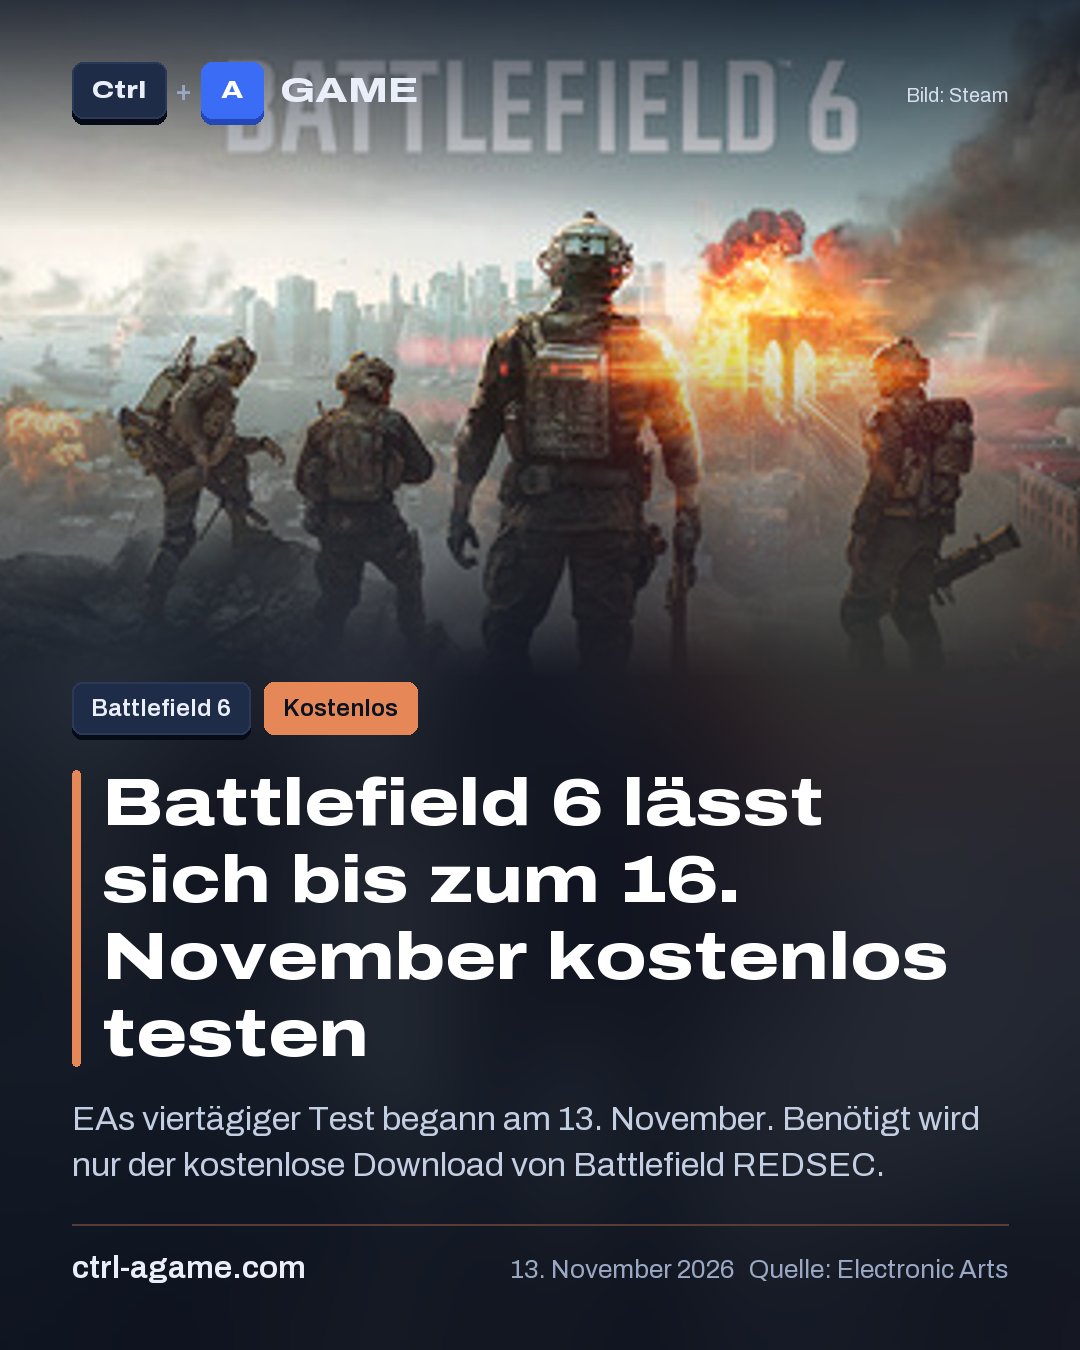 Ctrl + A GAME
BATTLEFIELD 6
Bild: Steam
Battlefield 6
Kostenlos
Battlefield 6 lässt
sich bis zum 16.
November kostenlos
testen
EAs viertägiger Test begann am 13. November. Benötigt wird
nur der kostenlose Download von Battlefield REDSEC.
ctrl-agame.com
13. November 2026 Quelle: Electronic Arts